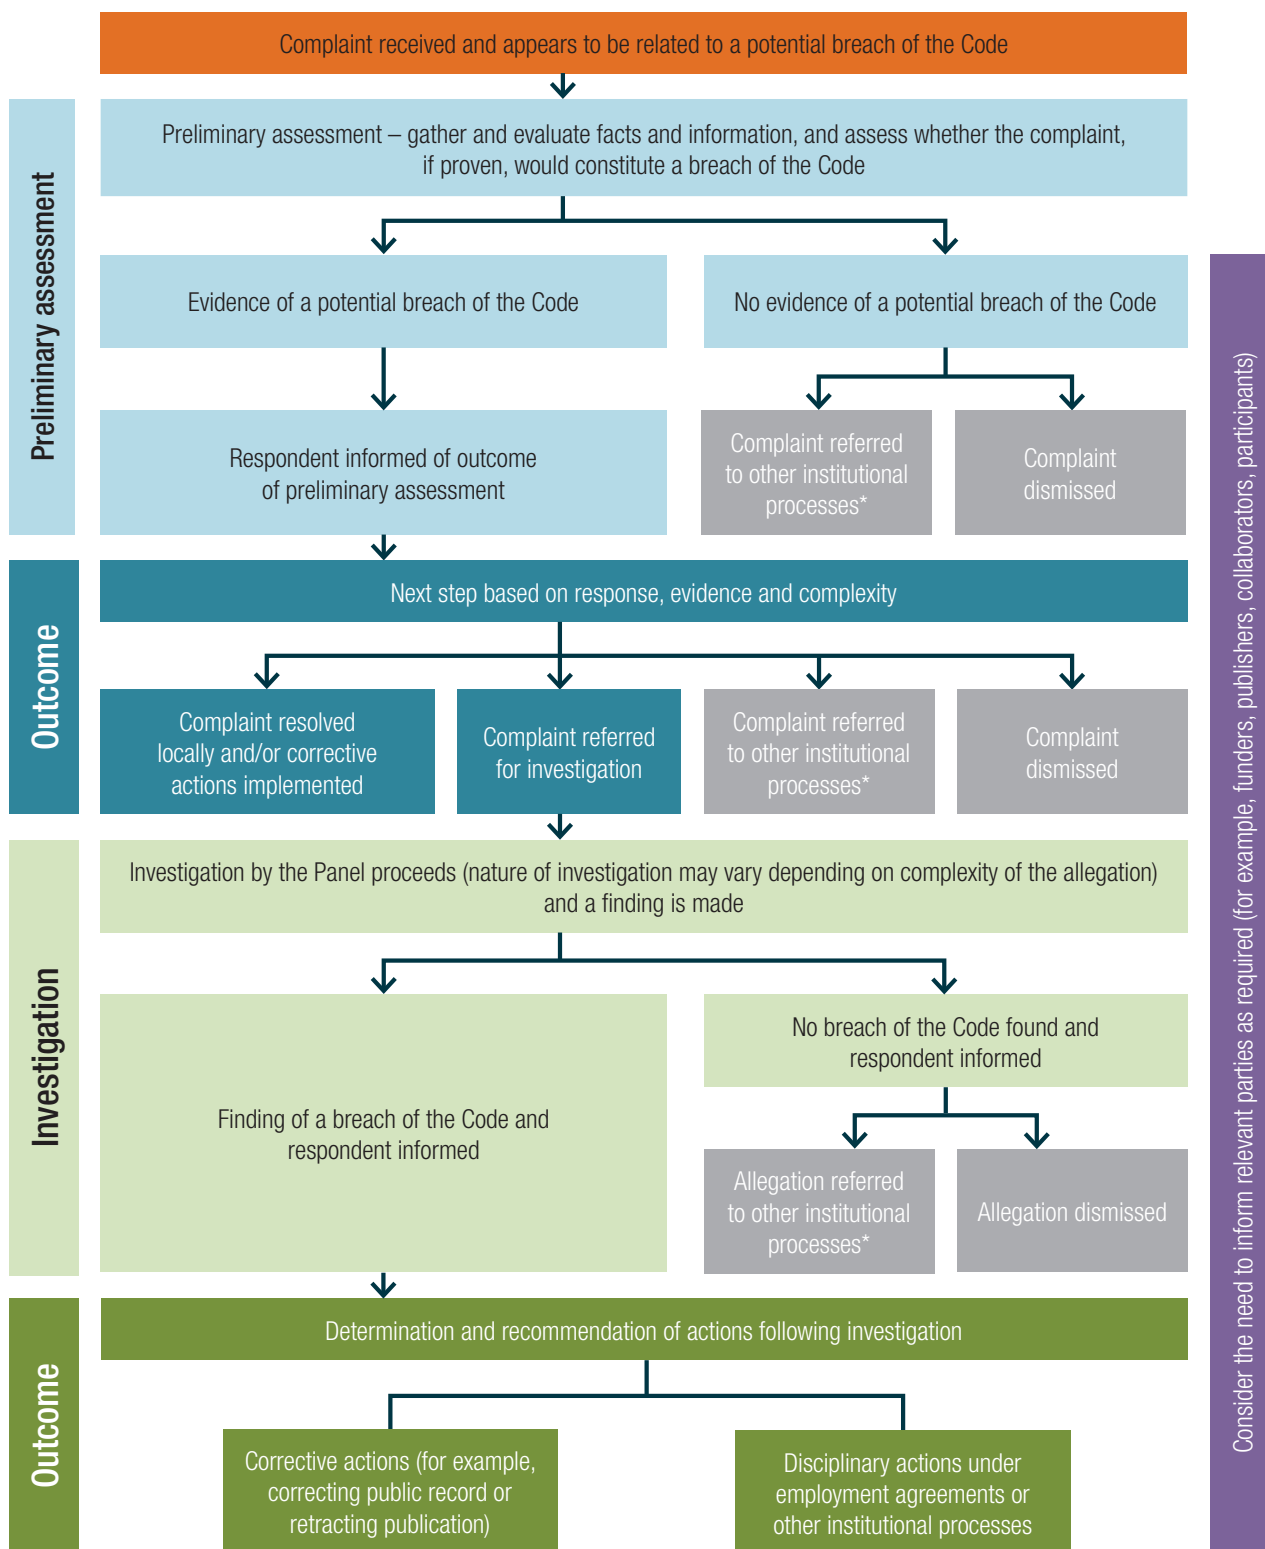 Complaint received and appears to be related to a potential breach of the Code
Preliminary assessment
Preliminary assessment – gather and evaluate facts and information, and assess whether the complaint,
if proven, would constitute a breach of the Code
Evidence of a potential breach of the Code
No evidence of a potential breach of the Code
Respondent informed of outcome
of preliminary assessment
Complaint referred
to other institutional
processes*
Complaint
dismissed
Outcome
Next step based on response, evidence and complexity
Complaint resolved
locally and/or corrective
actions implemented
Complaint referred
for investigation
Complaint referred
to other institutional
processes*
Complaint
dismissed
Investigation
Investigation by the Panel proceeds (nature of investigation may vary depending on complexity of the allegation)
and a finding is made
Finding of a breach of the Code and
respondent informed
No breach of the Code found and
respondent informed
Allegation referred
to other institutional
processes*
Allegation dismissed
Outcome
Determination and recommendation of actions following investigation
Corrective actions (for example,
correcting public record or
retracting publication)
Disciplinary actions under
employment agreements or
other institutional processes
Consider the need to inform relevant parties as required (for example, funders, publishers, collaborators, participants)